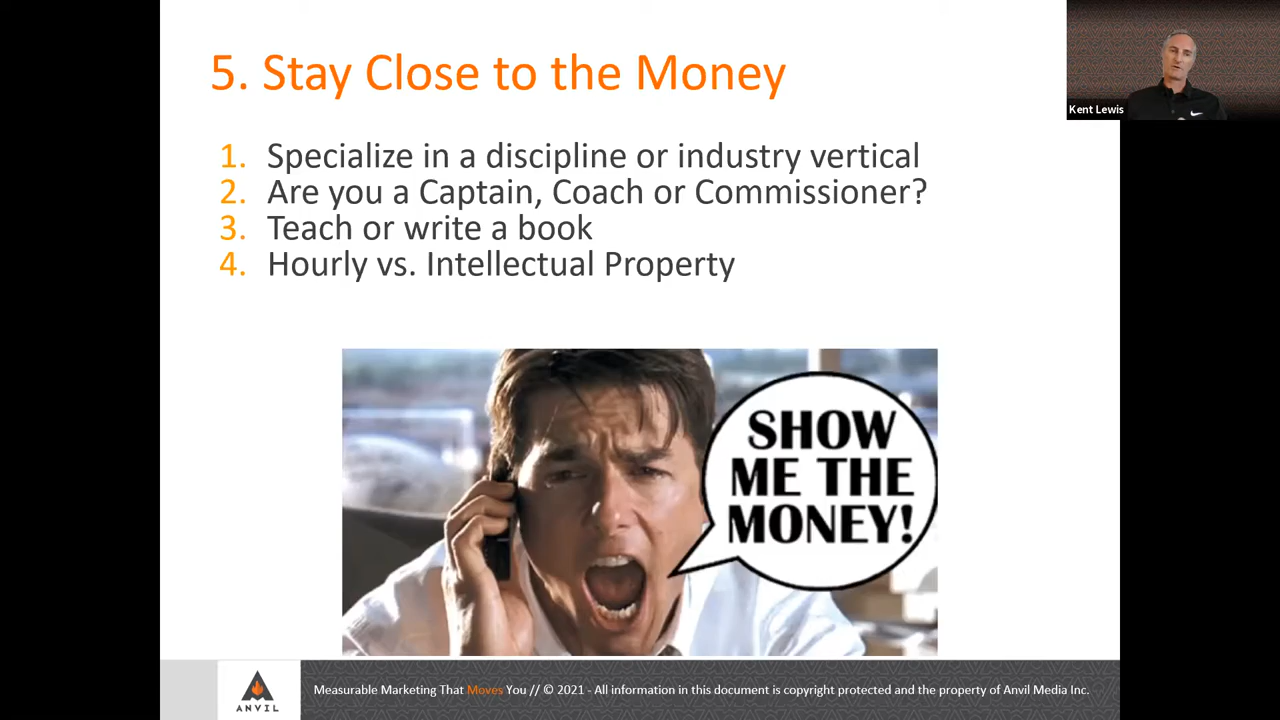 5. Stay Close to the Money
Kent Lewis
1. Specialize in a discipline or industry vertical
2. Are you a Captain, Coach or Commissioner?
3. Teach or write a book
4. Hourly vs. Intellectual Property
SHOW
ME THE
MONEY!
ANVIL
Measurable Marketing That Moves You // © 2021 - All information in this document is copyright protected and the property of Anvil Media Inc.